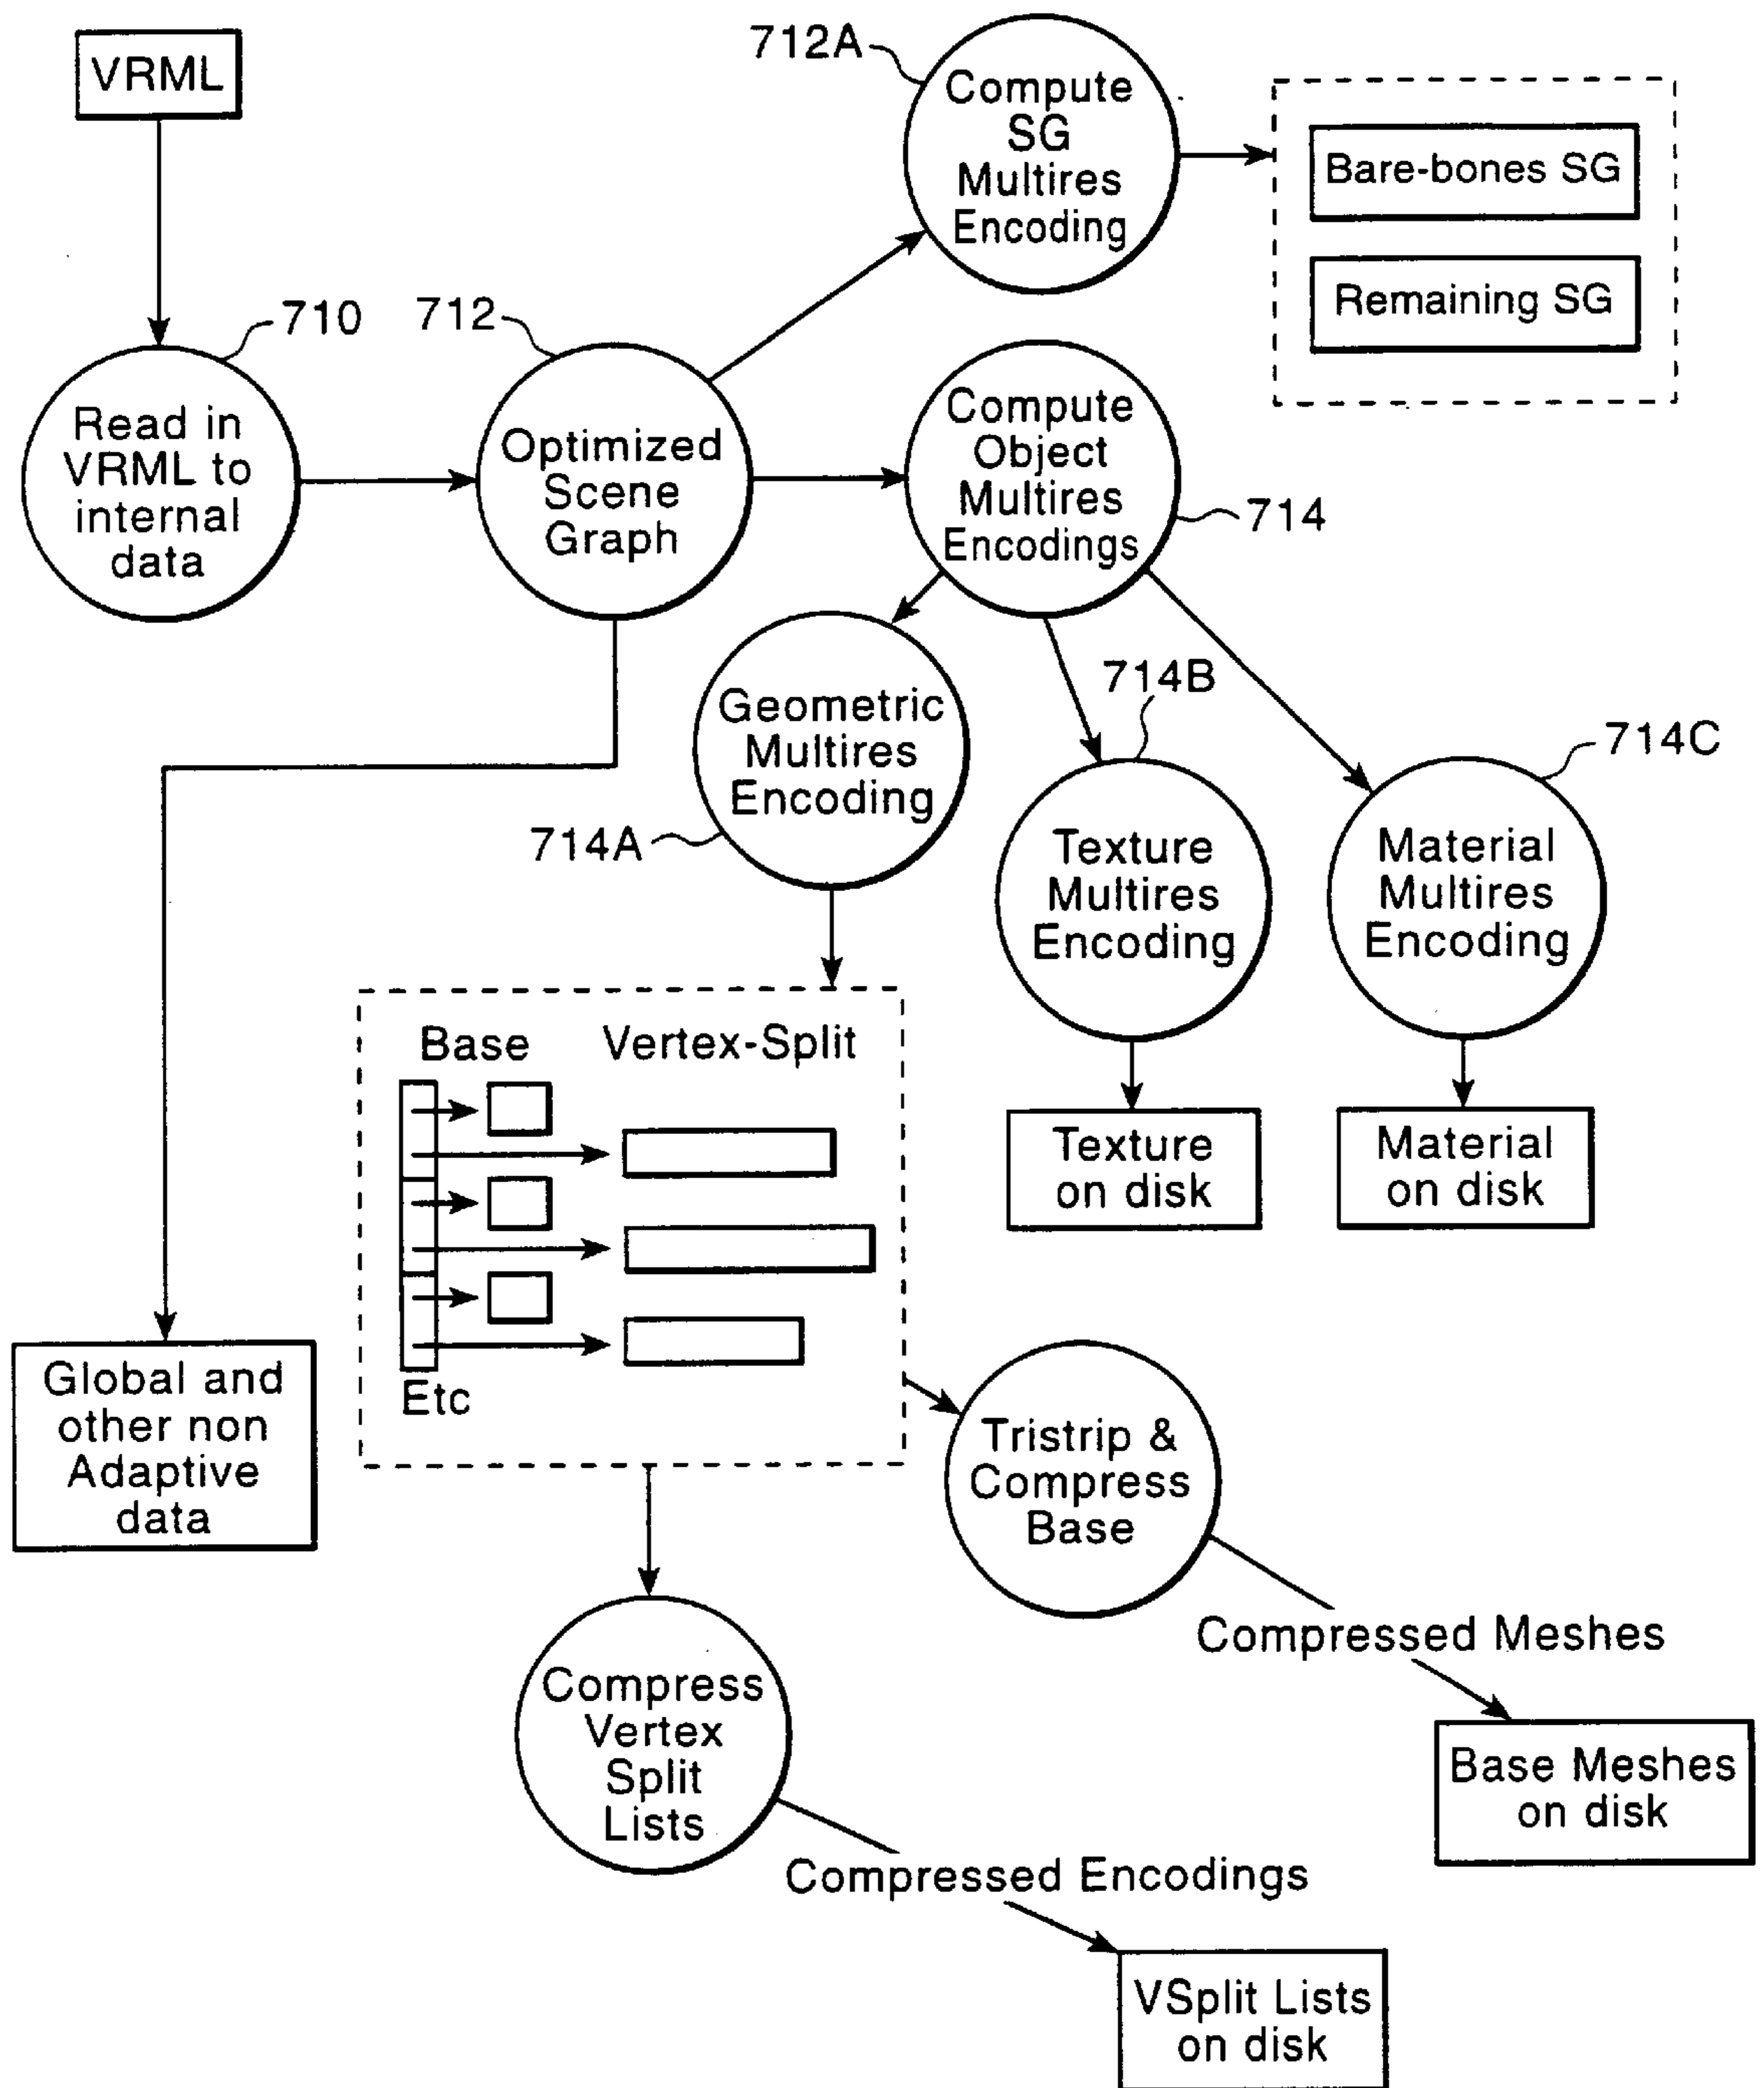 VRML
712A
Compute
SG
Multires
Encoding
Bare-bones SG
Remaining SG
710
712
Read in
VRML to
internal
data
Optimized
Scene
Graph
Compute
Object
Multires
Encodings
714
714A
Geometric
Multires
Encoding
714B
Texture
Multires
Encoding
714C
Material
Multires
Encoding
Base
Vertex-Split
Etc
Texture
on disk
Material
on disk
Global and
other non
Adaptive
data
Tristrip &
Compress
Base
Compressed Meshes
Base Meshes
on disk
Compress
Vertex
Split
Lists
Compressed Encodings
VSplit Lists
on disk